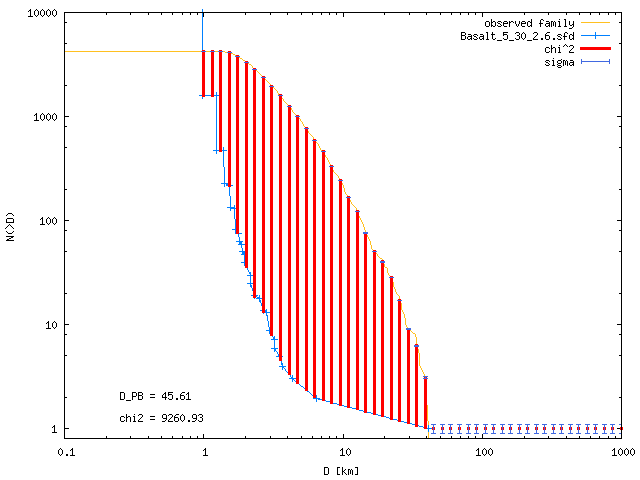 10000
observed family
Basalt_5_30_2.6.sfd
chi^2
sigma
1000
N(>D)
100
10
D_PB = 45.61
chi2 = 9260.93
1
0.1 1 10 100 1000
D [km]